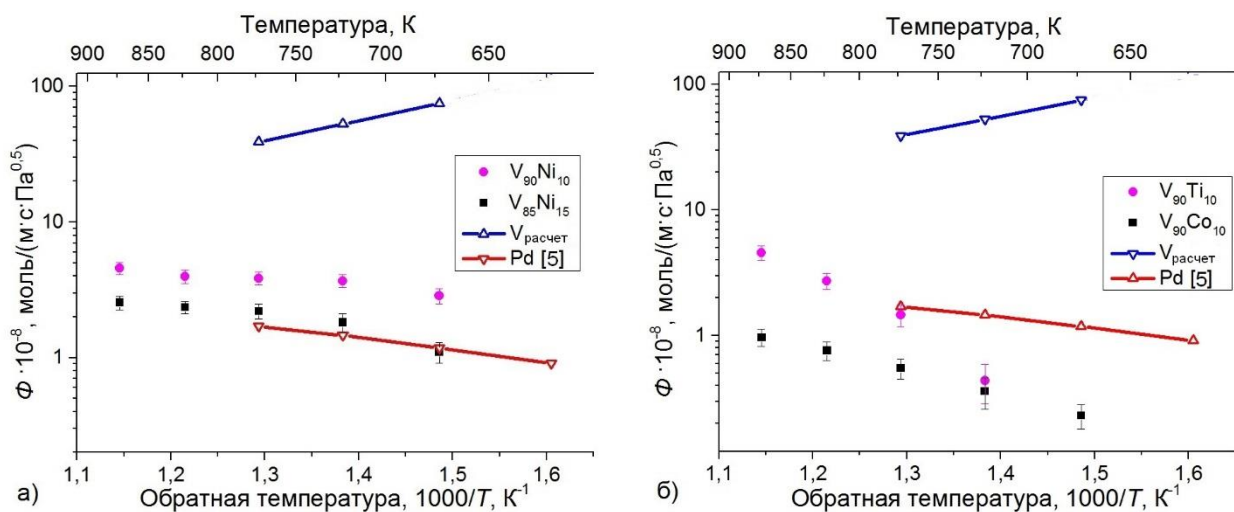 Температура, К
900 850 800 750 700 650
100
10
1
Φ ·10⁻⁸, моль/(м·с·Па⁰,⁵)
V₉₀Ni₁₀
V₈₅Ni₁₅
Vрасчет
Pd [5]
1,1 1,2 1,3 1,4 1,5 1,6
Обратная температура, 1000/T, К⁻¹
а)
Температура, К
900 850 800 750 700 650
100
10
1
Φ ·10⁻⁸, моль/(м·с·Па⁰,⁵)
V₉₀Ti₁₀
V₉₀Co₁₀
Vрасчет
Pd [5]
1,1 1,2 1,3 1,4 1,5 1,6
Обратная температура, 1000/T, К⁻¹
б)